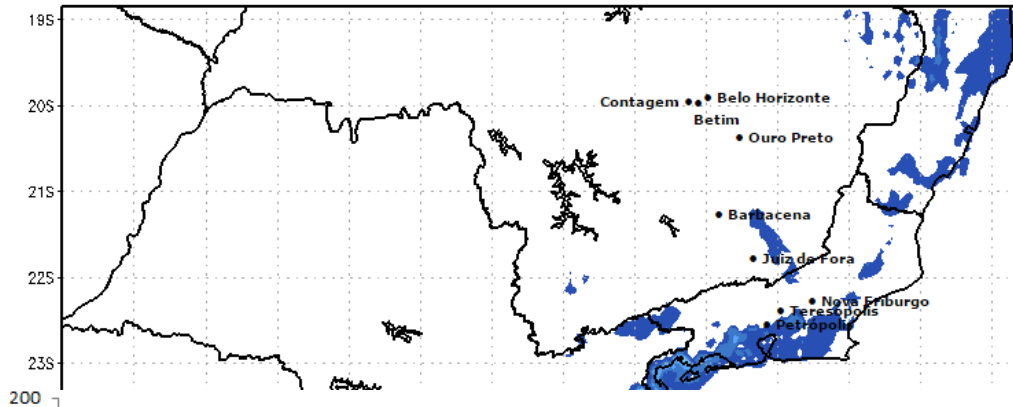 19S
20S
Contagem
Belo Horizonte
Betim
Ouro Preto
21S
Barbacena
Juiz de Fora
22S
Nova Friburgo
Teresópolis
Petrópolis
23S
200